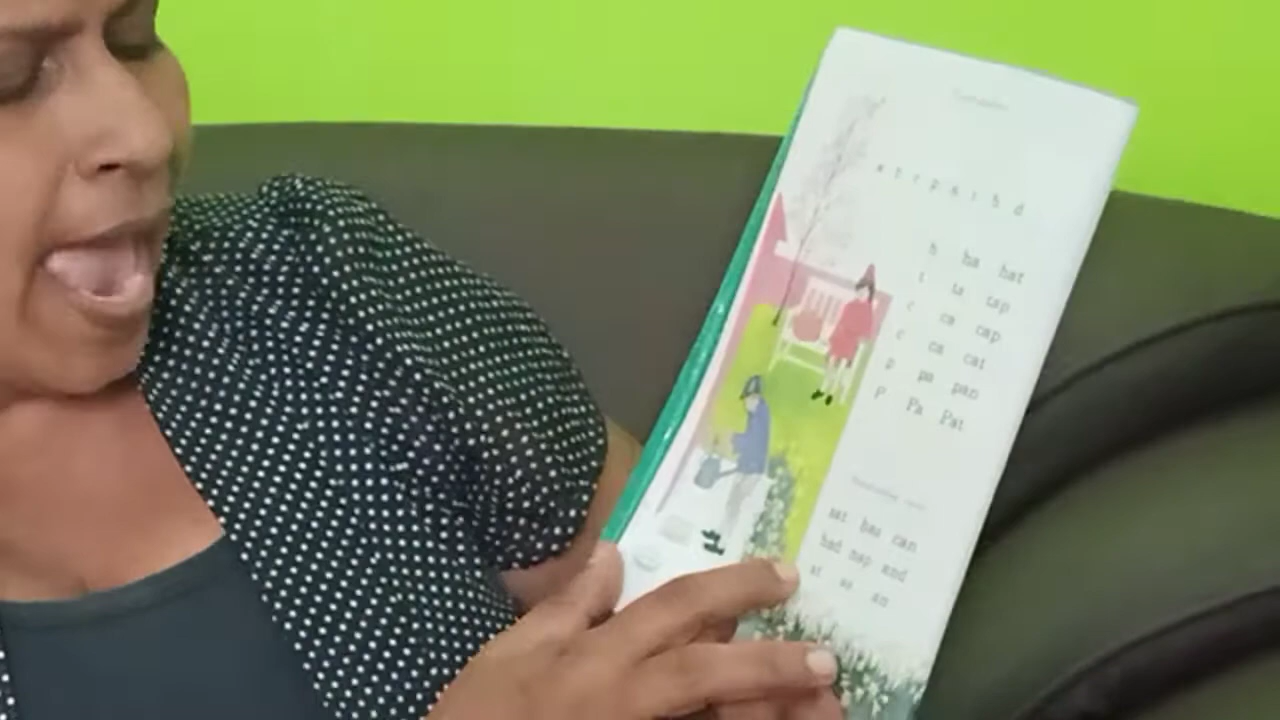 t r p n r h d
h ha hat
t ta tap
c ca cap
c ca cat
p pa pan
P Pa Pat
sat has can
had nap and
at as an